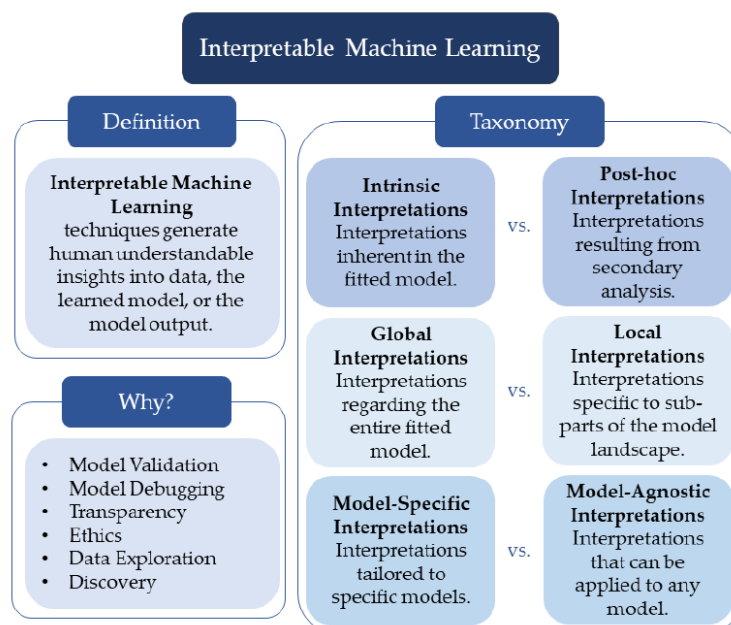 Interpretable Machine Learning
Definition
Interpretable Machine
Learning
techniques generate
human understandable
insights into data, the
learned model, or the
model output.
Why?
• Model Validation
• Model Debugging
• Transparency
• Ethics
• Data Exploration
• Discovery
Taxonomy
Intrinsic
Interpretations
Interpretations
inherent in the
fitted model.
vs.
Post-hoc
Interpretations
Interpretations
resulting from
secondary
analysis.
Global
Interpretations
Interpretations
regarding the
entire fitted
model.
vs.
Local
Interpretations
Interpretations
specific to sub-
parts of the model
landscape.
Model-Specific
Interpretations
Interpretations
tailored to
specific models.
vs.
Model-Agnostic
Interpretations
Interpretations
that can be
applied to any
model.